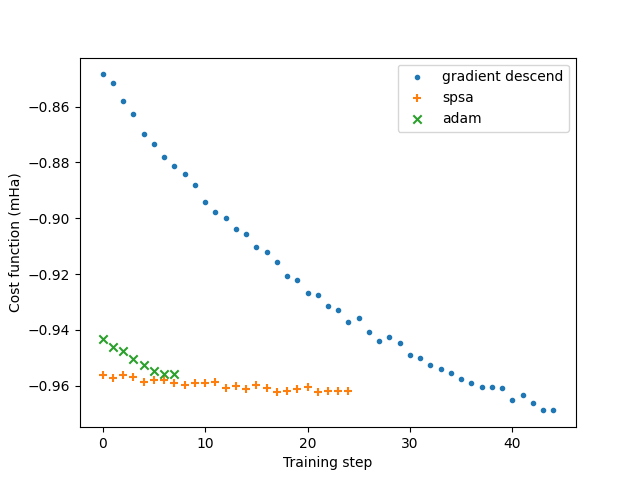 gradient descend
spsa
adam
Cost function (mHa)
−0.86
−0.88
−0.90
−0.92
−0.94
−0.96
0 10 20 30 40
Training step